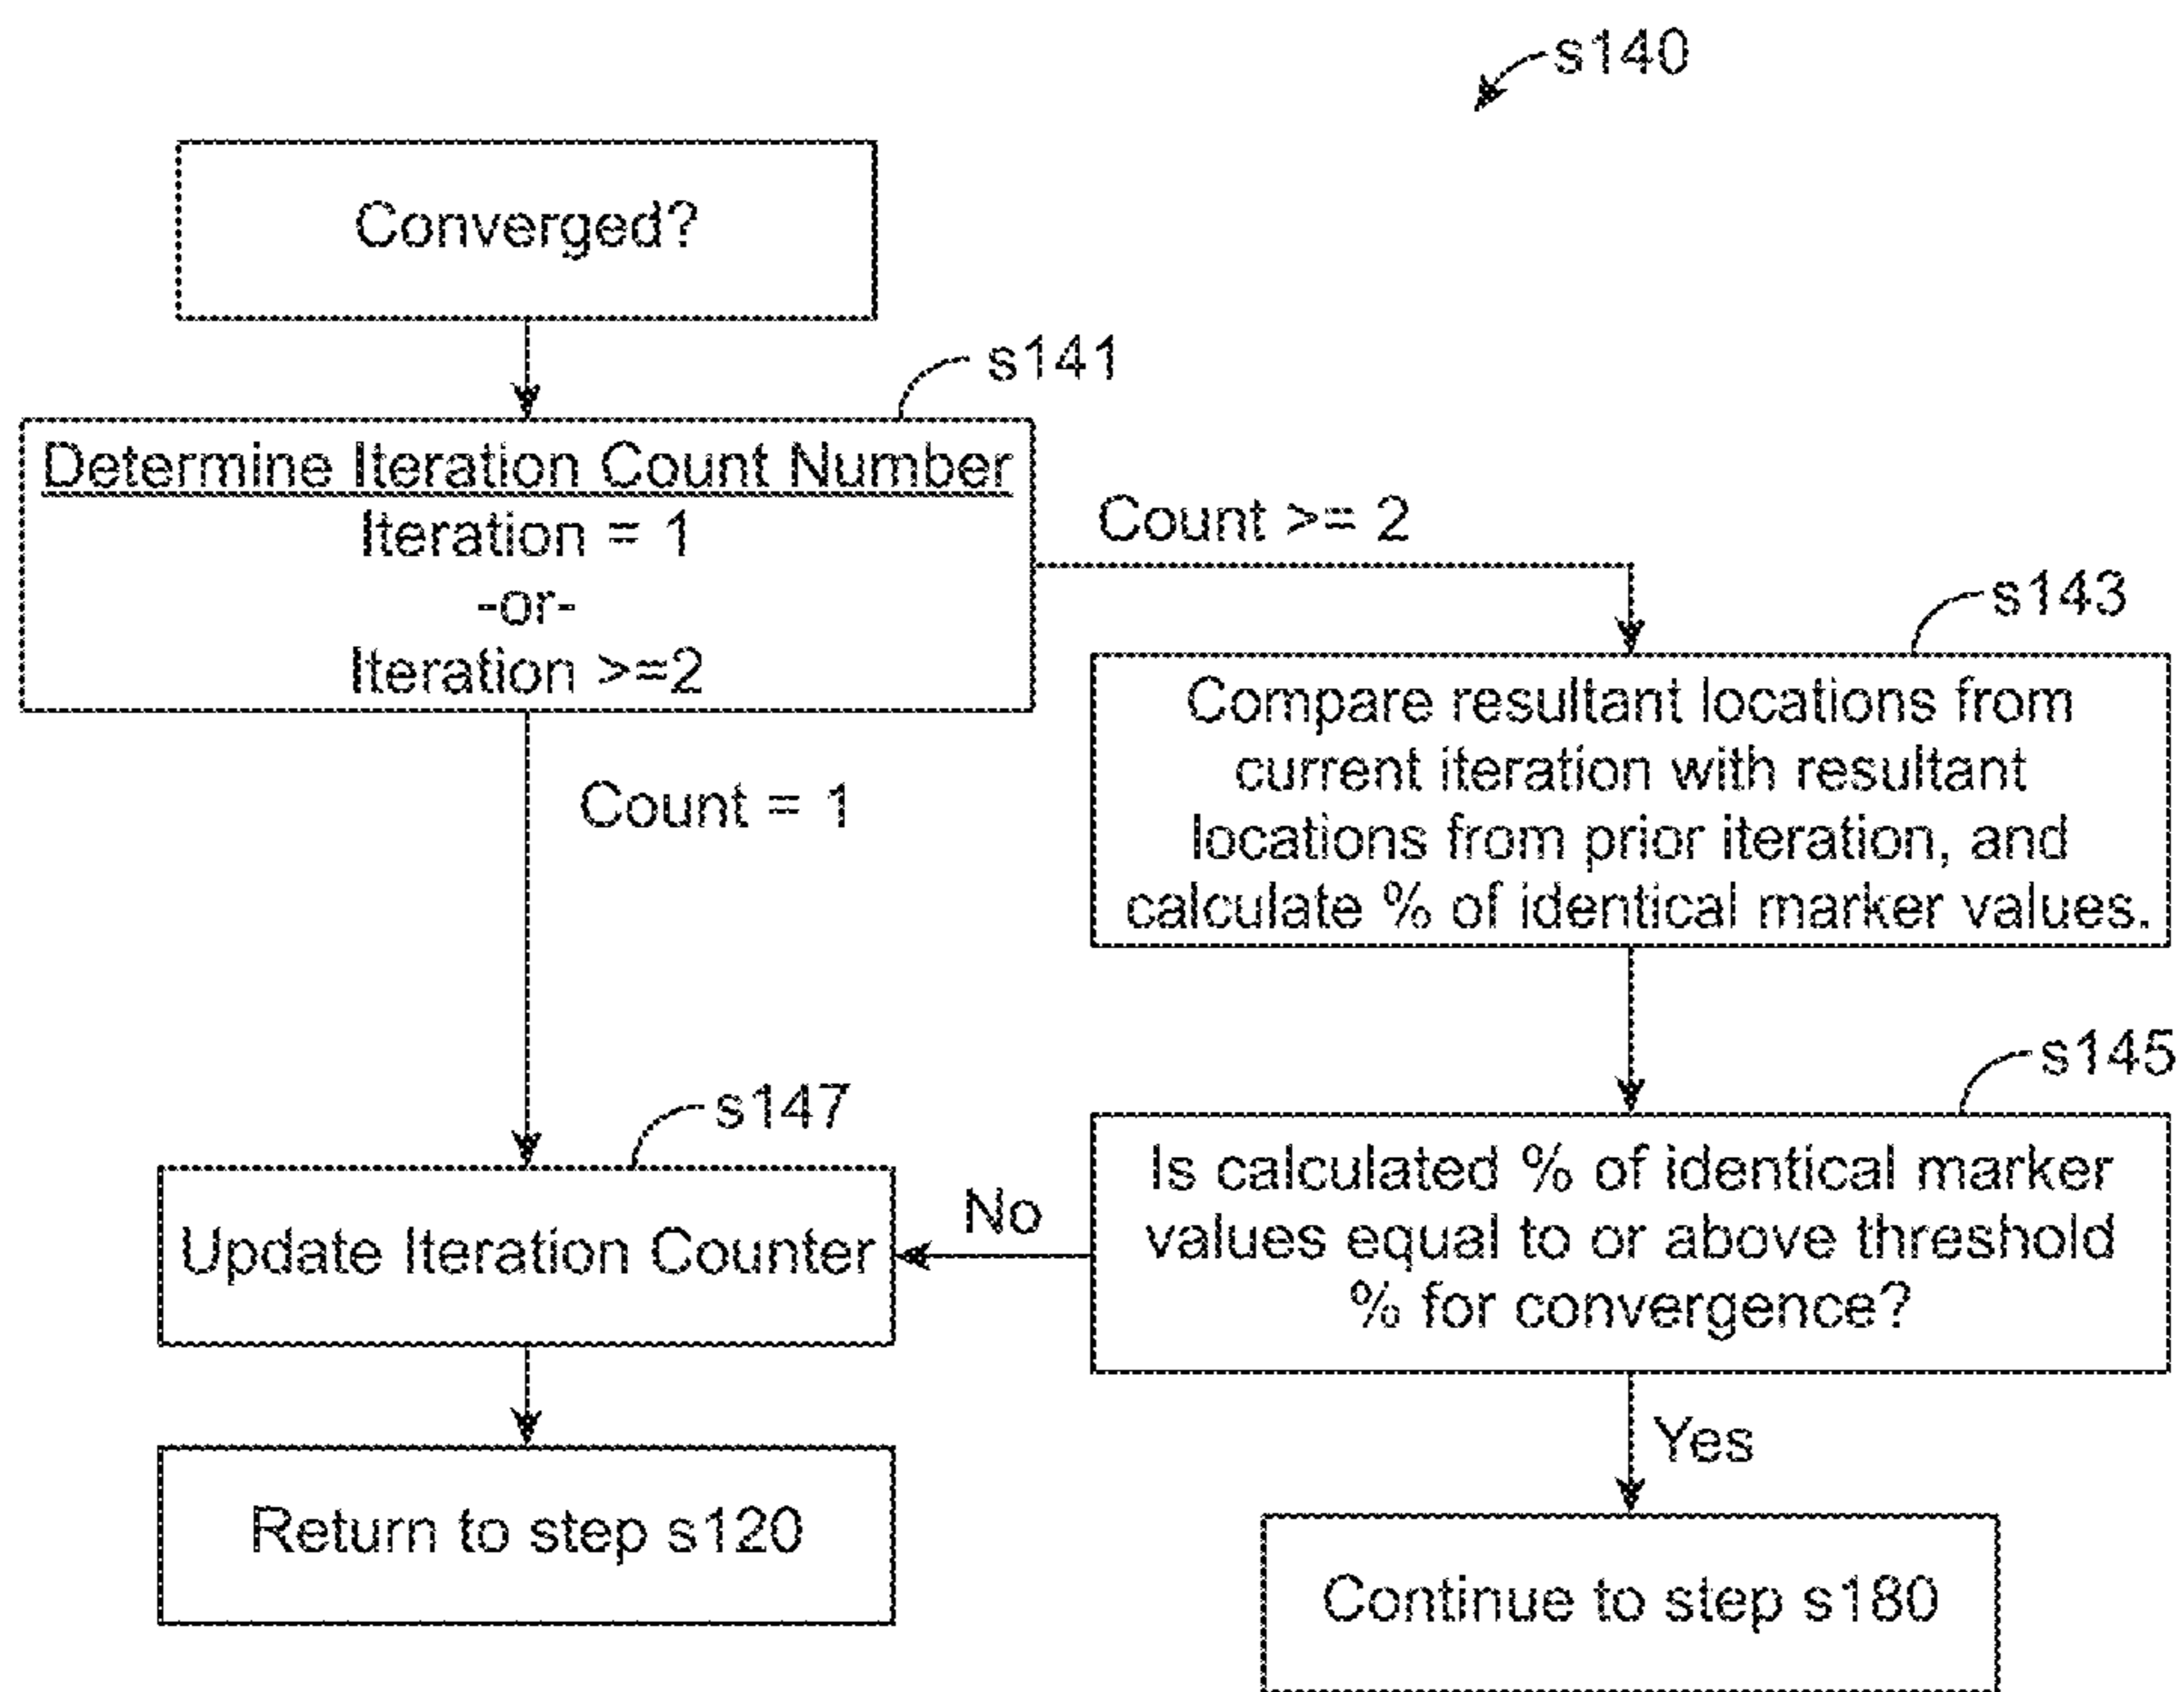 s140
Converged?
s141
Determine Iteration Count Number
Iteration = 1
-or-
Iteration >=2
Count >= 2
s143
Compare resultant locations from
current iteration with resultant
locations from prior iteration, and
calculate % of identical marker values.
Count = 1
s145
Is calculated % of identical marker
values equal to or above threshold
% for convergence?
s147
No
Update Iteration Counter
Yes
Return to step s120
Continue to step s180